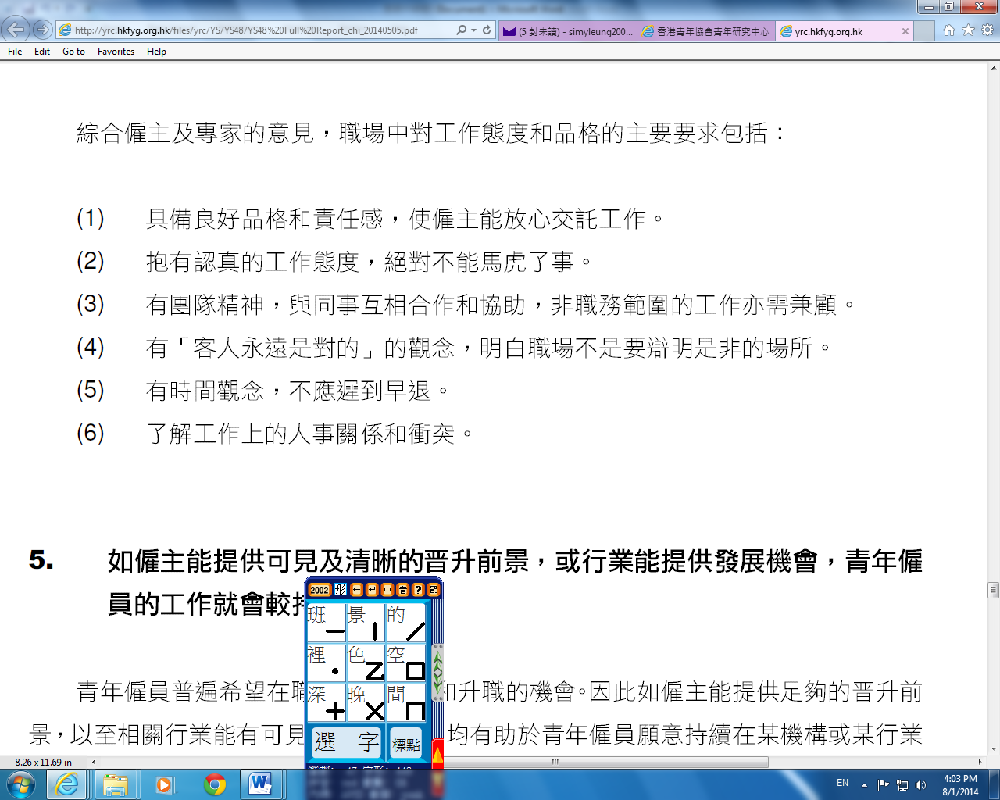 http://yrc.hkfyg.org.hk/files/yrc/YS/YS48/YS48%20Full%20Report_chi_20140505.pdf
(5 封未讀) - simyleung200...
香港青年協會青年研究中心
yrc.hkfyg.org.hk
File Edit Go to Favorites Help
綜合僱主及專家的意見，職場中對工作態度和品格的主要要求包括：
(1) 具備良好品格和責任感，使僱主能放心交託工作。
(2) 抱有認真的工作態度，絕對不能馬虎了事。
(3) 有團隊精神，與同事互相合作和協助，非職務範圍的工作亦需兼顧。
(4) 有「客人永遠是對的」的觀念，明白職場不是要辯明是非的場所。
(5) 有時間觀念，不應遲到早退。
(6) 了解工作上的人事關係和衝突。
5. 如僱主能提供可見及清晰的晋升前景，或行業能提供發展機會，青年僱
員的工作就會較
青年僱員普遍希望在職 和升職的機會。因此如僱主能提供足夠的晋升前
景，以至相關行業能有可見 均有助於青年僱員願意持續在某機構或某行業
2002 形 音 ?
班 景 的
裡 色 空
深 晚 間
選 字 標點
8.26 x 11.69 in
EN
4:03 PM
8/1/2014